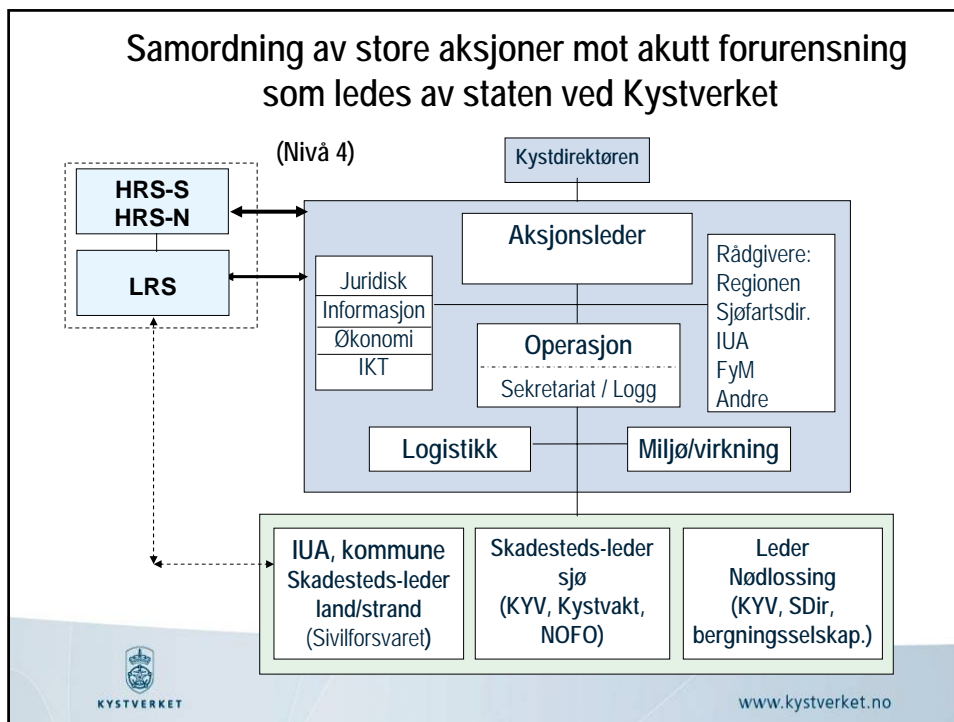 Samordning av store aksjoner mot akutt forurensning
som ledes av staten ved Kystverket
(Nivå 4)
Kystdirektøren
HRS-S
HRS-N
LRS
Aksjonsleder
Juridisk
Informasjon
Økonomi
IKT
Rådgivere:
Regionen
Sjøfartsdir.
IUA
FyM
Andre
Operasjon
Sekretariat / Logg
Logistikk
Miljø/virkning
IUA, kommune
Skadesteds-leder
land/strand
(Sivilforsvaret)
Skadesteds-leder
sjø
(KYV, Kystvakt,
NOFO)
Leder
Nødlossing
(KYV, SDir,
bergningsselskap.)
KYSTVERKET
www.kystverket.no